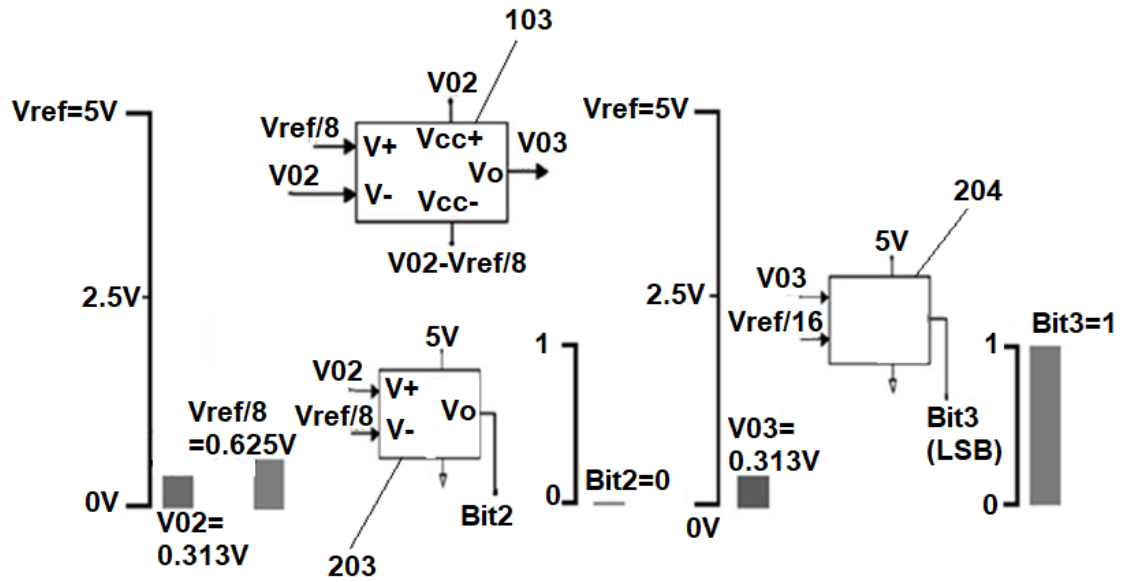 103
V02
Vref=5V
Vref/8
V+
Vcc+
V03
V02
V-
Vo
Vcc-
V02-Vref/8
2.5V
5V
V02
V+
Vref/8
V-
Vo
1
Vref/8
=0.625V
0V
V02=
0.313V
Bit2
0
Bit2=0
203
Vref=5V
204
5V
V03
2.5V
Vref/16
Bit3=1
1
Bit3
(LSB)
V03=
0.313V
0
0V